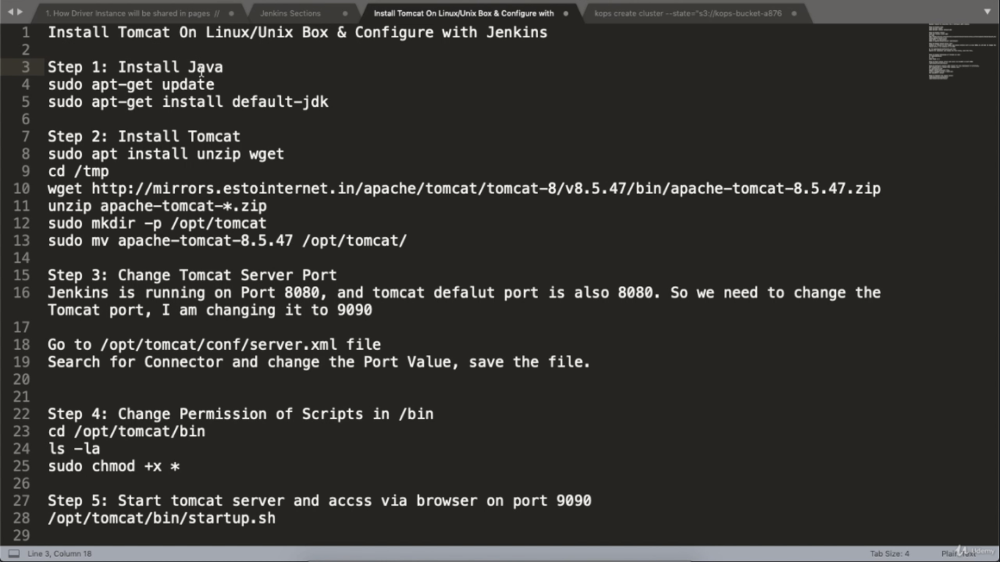 1. How Driver Instance will be shared in pages //
Jenkins Sections
Install Tomcat On Linux/Unix Box & Configure with
kops create cluster --state="s3://kops-bucket-a876
1 Install Tomcat On Linux/Unix Box & Configure with Jenkins
2
3 Step 1: Install Java
4 sudo apt-get update
5 sudo apt-get install default-jdk
6
7 Step 2: Install Tomcat
8 sudo apt install unzip wget
9 cd /tmp
10 wget http://mirrors.estointernet.in/apache/tomcat/tomcat-8/v8.5.47/bin/apache-tomcat-8.5.47.zip
11 unzip apache-tomcat-*.zip
12 sudo mkdir -p /opt/tomcat
13 sudo mv apache-tomcat-8.5.47 /opt/tomcat/
14
15 Step 3: Change Tomcat Server Port
16 Jenkins is running on Port 8080, and tomcat defalut port is also 8080. So we need to change the
Tomcat port, I am changing it to 9090
17
18 Go to /opt/tomcat/conf/server.xml file
19 Search for Connector and change the Port Value, save the file.
20
21
22 Step 4: Change Permission of Scripts in /bin
23 cd /opt/tomcat/bin
24 ls -la
25 sudo chmod +x *
26
27 Step 5: Start tomcat server and accss via browser on port 9090
28 /opt/tomcat/bin/startup.sh
29
Line 3, Column 18
Tab Size: 4
Plain Text
Udemy